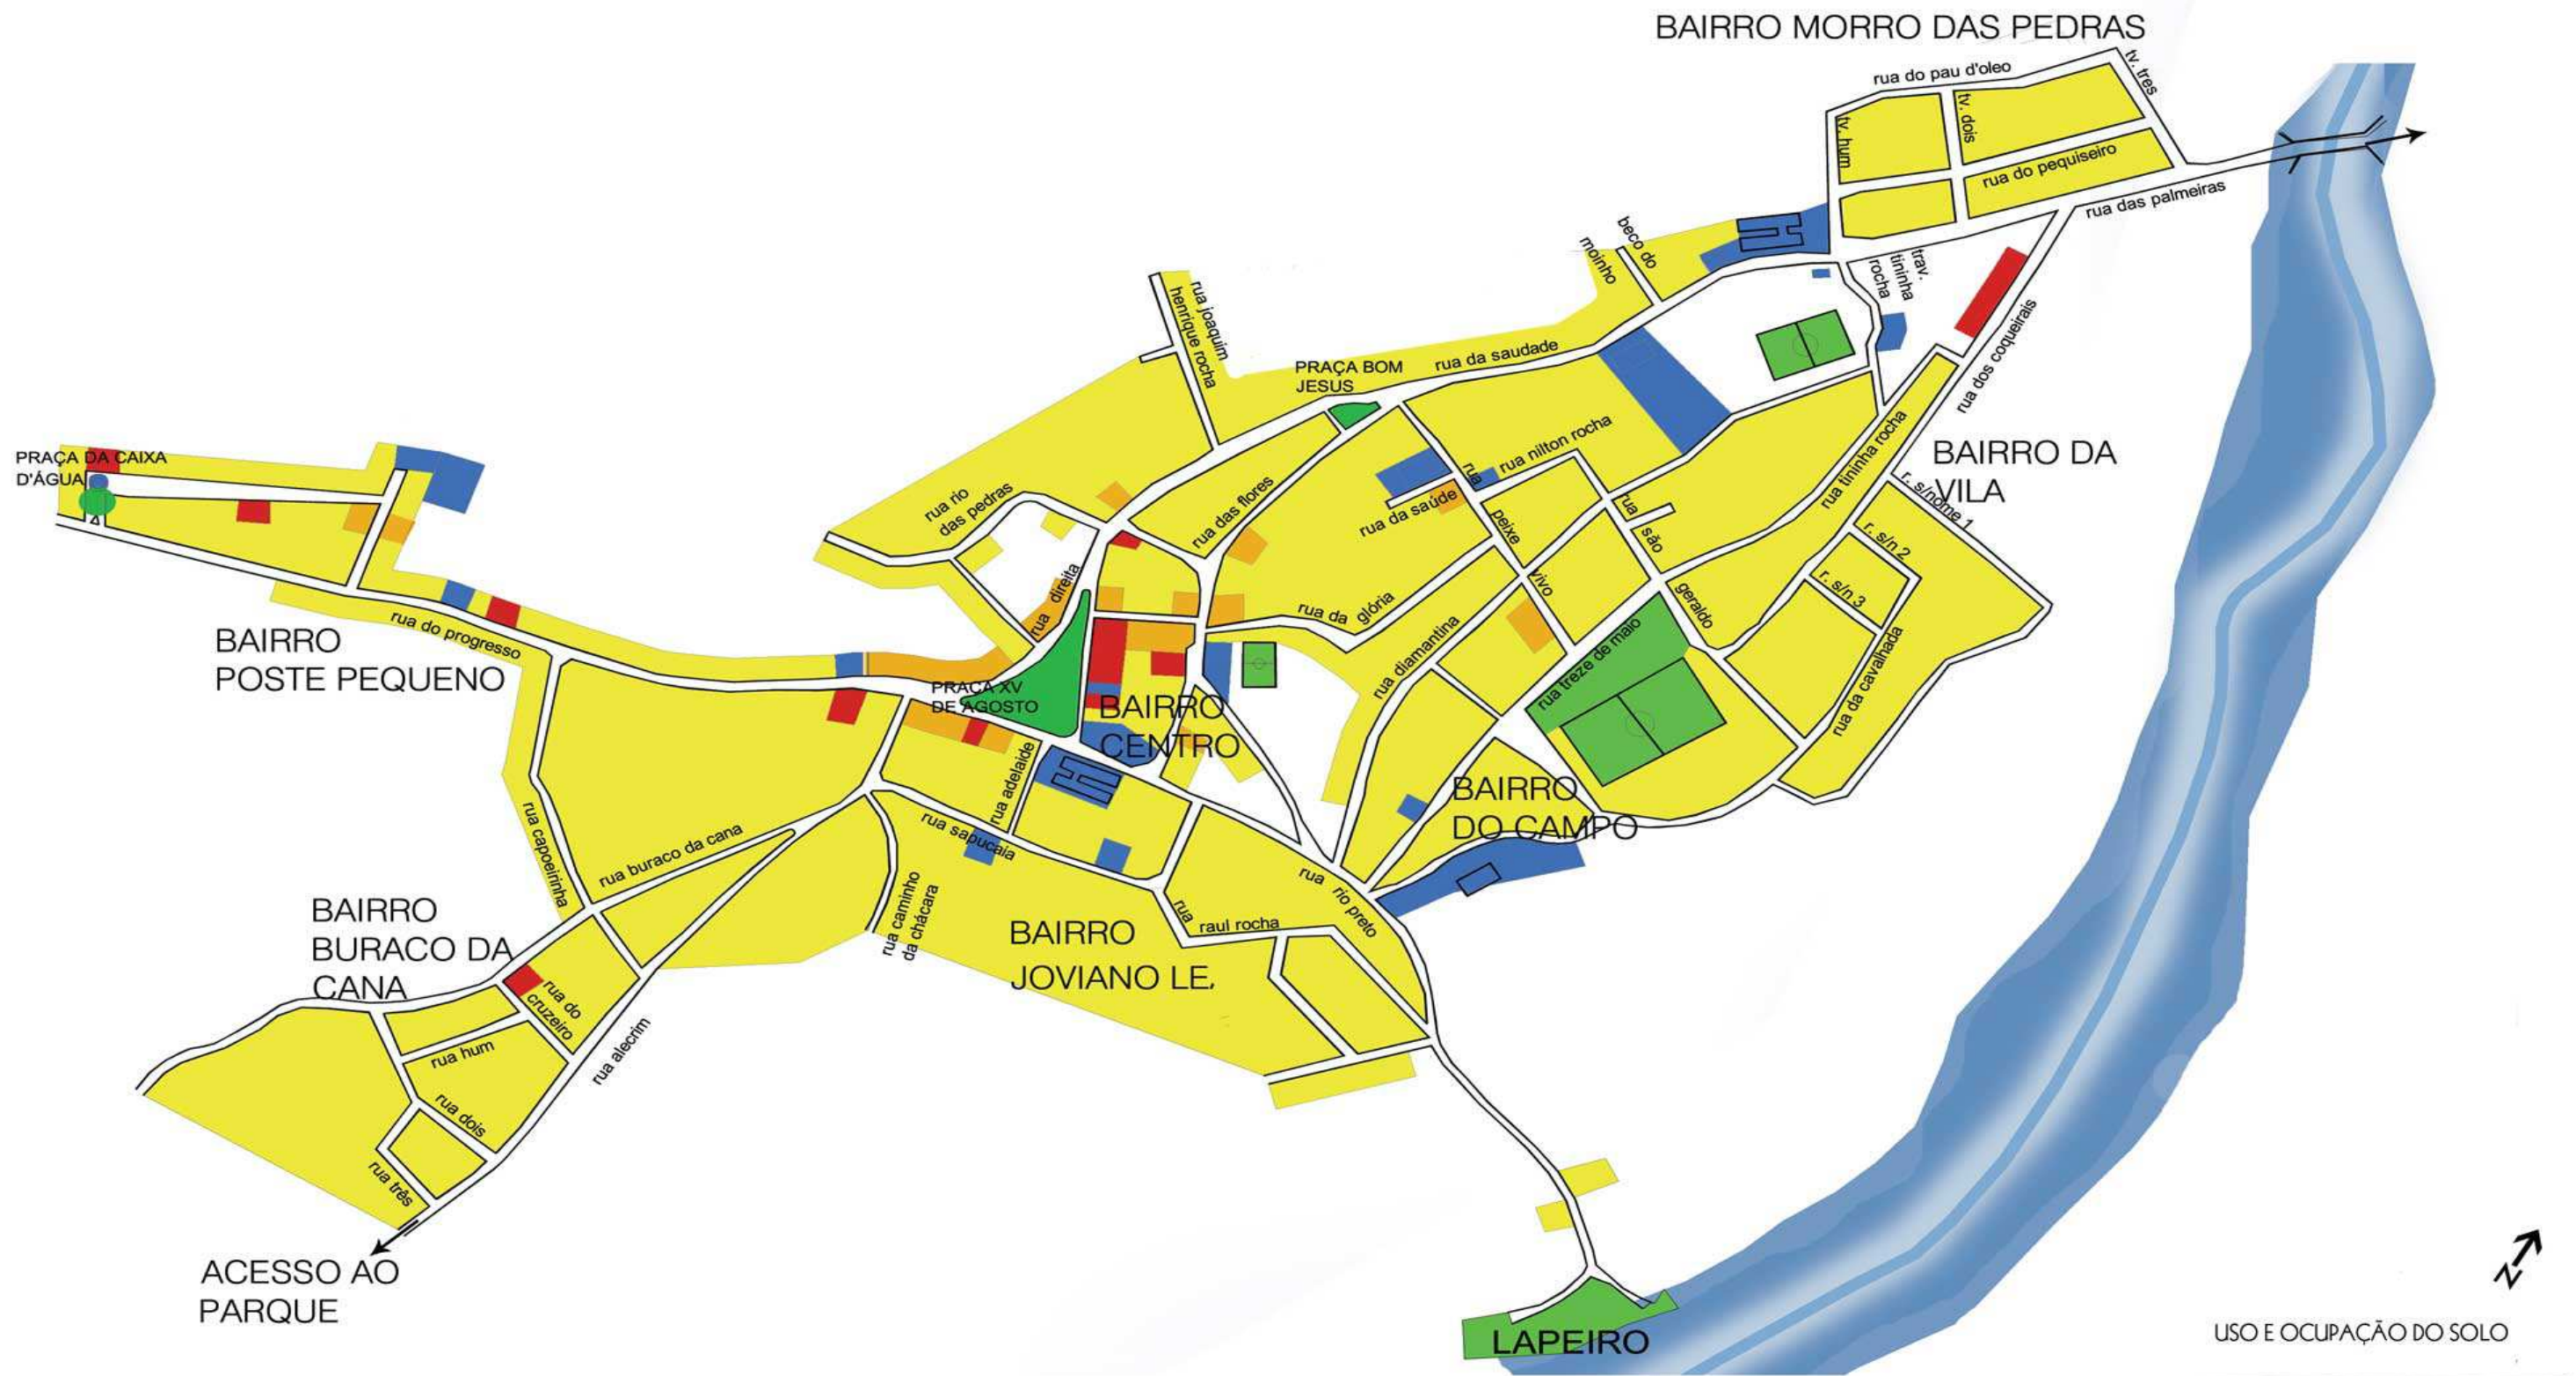 BAIRRO MORRO DAS PEDRAS
rua do pau d'oleo
tv. tres
tv. hum
tv. dois
rua do pequiseiro
rua das palmeiras
beco do
moinho
trav.
tininha
rocha
rua joaquim
henrique rocha
rua dos coqueirais
PRAÇA BOM
JESUS
rua da saudade
PRAÇA DA CAIXA
D'ÁGUA
BAIRRO DA
VILA
rua nilton rocha
rua tininha rocha
r. s/nome 1
r. s/n 2
r. s/n 3
rua rio
das pedras
rua das flores
rua da saúde
rua
peixe
vivo
rua
são
geraldo
rua direita
rua da glória
rua diamantina
rua treze de maio
rua da cavalhada
BAIRRO
POSTE PEQUENO
rua do progresso
PRAÇA XV
DE AGOSTO
BAIRRO
CENTRO
rua adelaide
rua sapucaia
BAIRRO
DO CAMPO
rua capoeirinha
rua buraco da cana
rua caminho
da chácara
rua rio preto
rua raul rocha
BAIRRO
BURACO DA
CANA
BAIRRO
JOVIANO LE
rua do
cruzeiro
rua hum
rua alecrim
rua dois
rua três
ACESSO AO
PARQUE
LAPEIRO
N
USO E OCUPAÇÃO DO SOLO